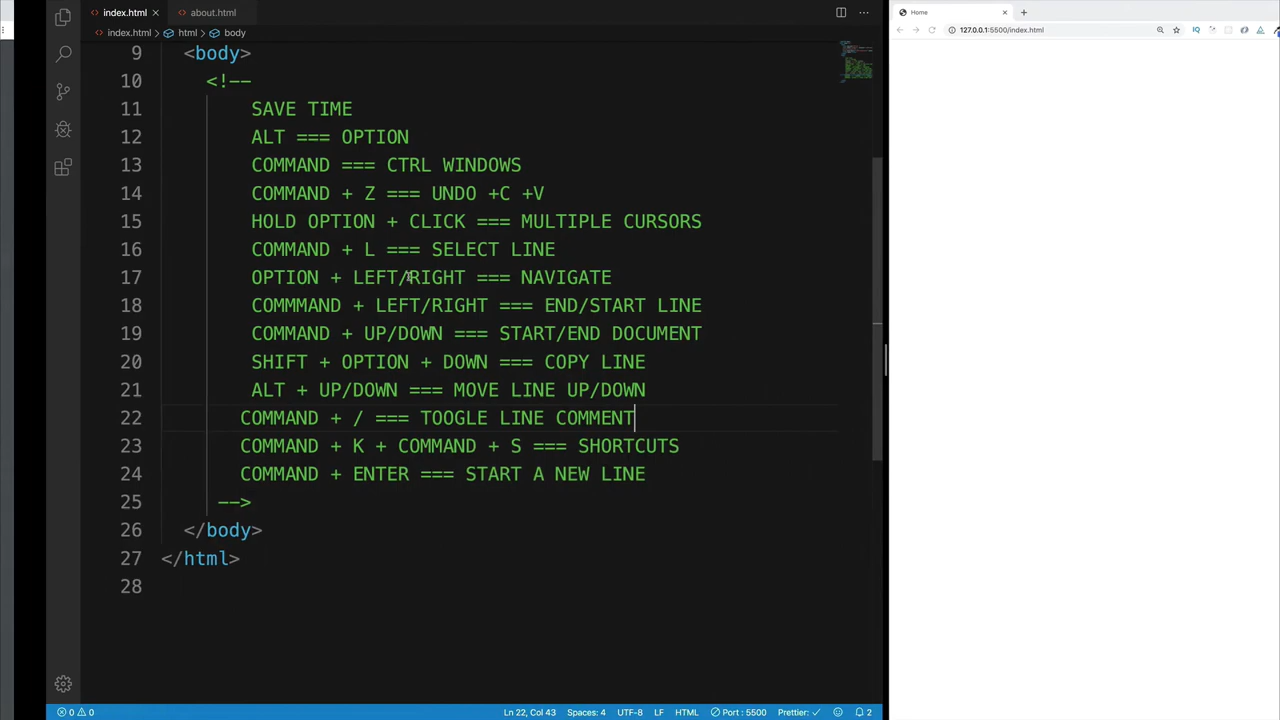 index.html
about.html
Home
index.html > html > body
127.0.0.1:5500/index.html
9 <body>
10 <!--
11 SAVE TIME
12 ALT === OPTION
13 COMMAND === CTRL WINDOWS
14 COMMAND + Z === UNDO +C +V
15 HOLD OPTION + CLICK === MULTIPLE CURSORS
16 COMMAND + L === SELECT LINE
17 OPTION + LEFT/RIGHT === NAVIGATE
18 COMMMAND + LEFT/RIGHT === END/START LINE
19 COMMAND + UP/DOWN === START/END DOCUMENT
20 SHIFT + OPTION + DOWN === COPY LINE
21 ALT + UP/DOWN === MOVE LINE UP/DOWN
22 COMMAND + / === TOOGLE LINE COMMENT
23 COMMAND + K + COMMAND + S === SHORTCUTS
24 COMMAND + ENTER === START A NEW LINE
25 -->
26 </body>
27 </html>
28
0 0 Ln 22, Col 43 Spaces: 4 UTF-8 LF HTML Port : 5500 Prettier: ✓ 2